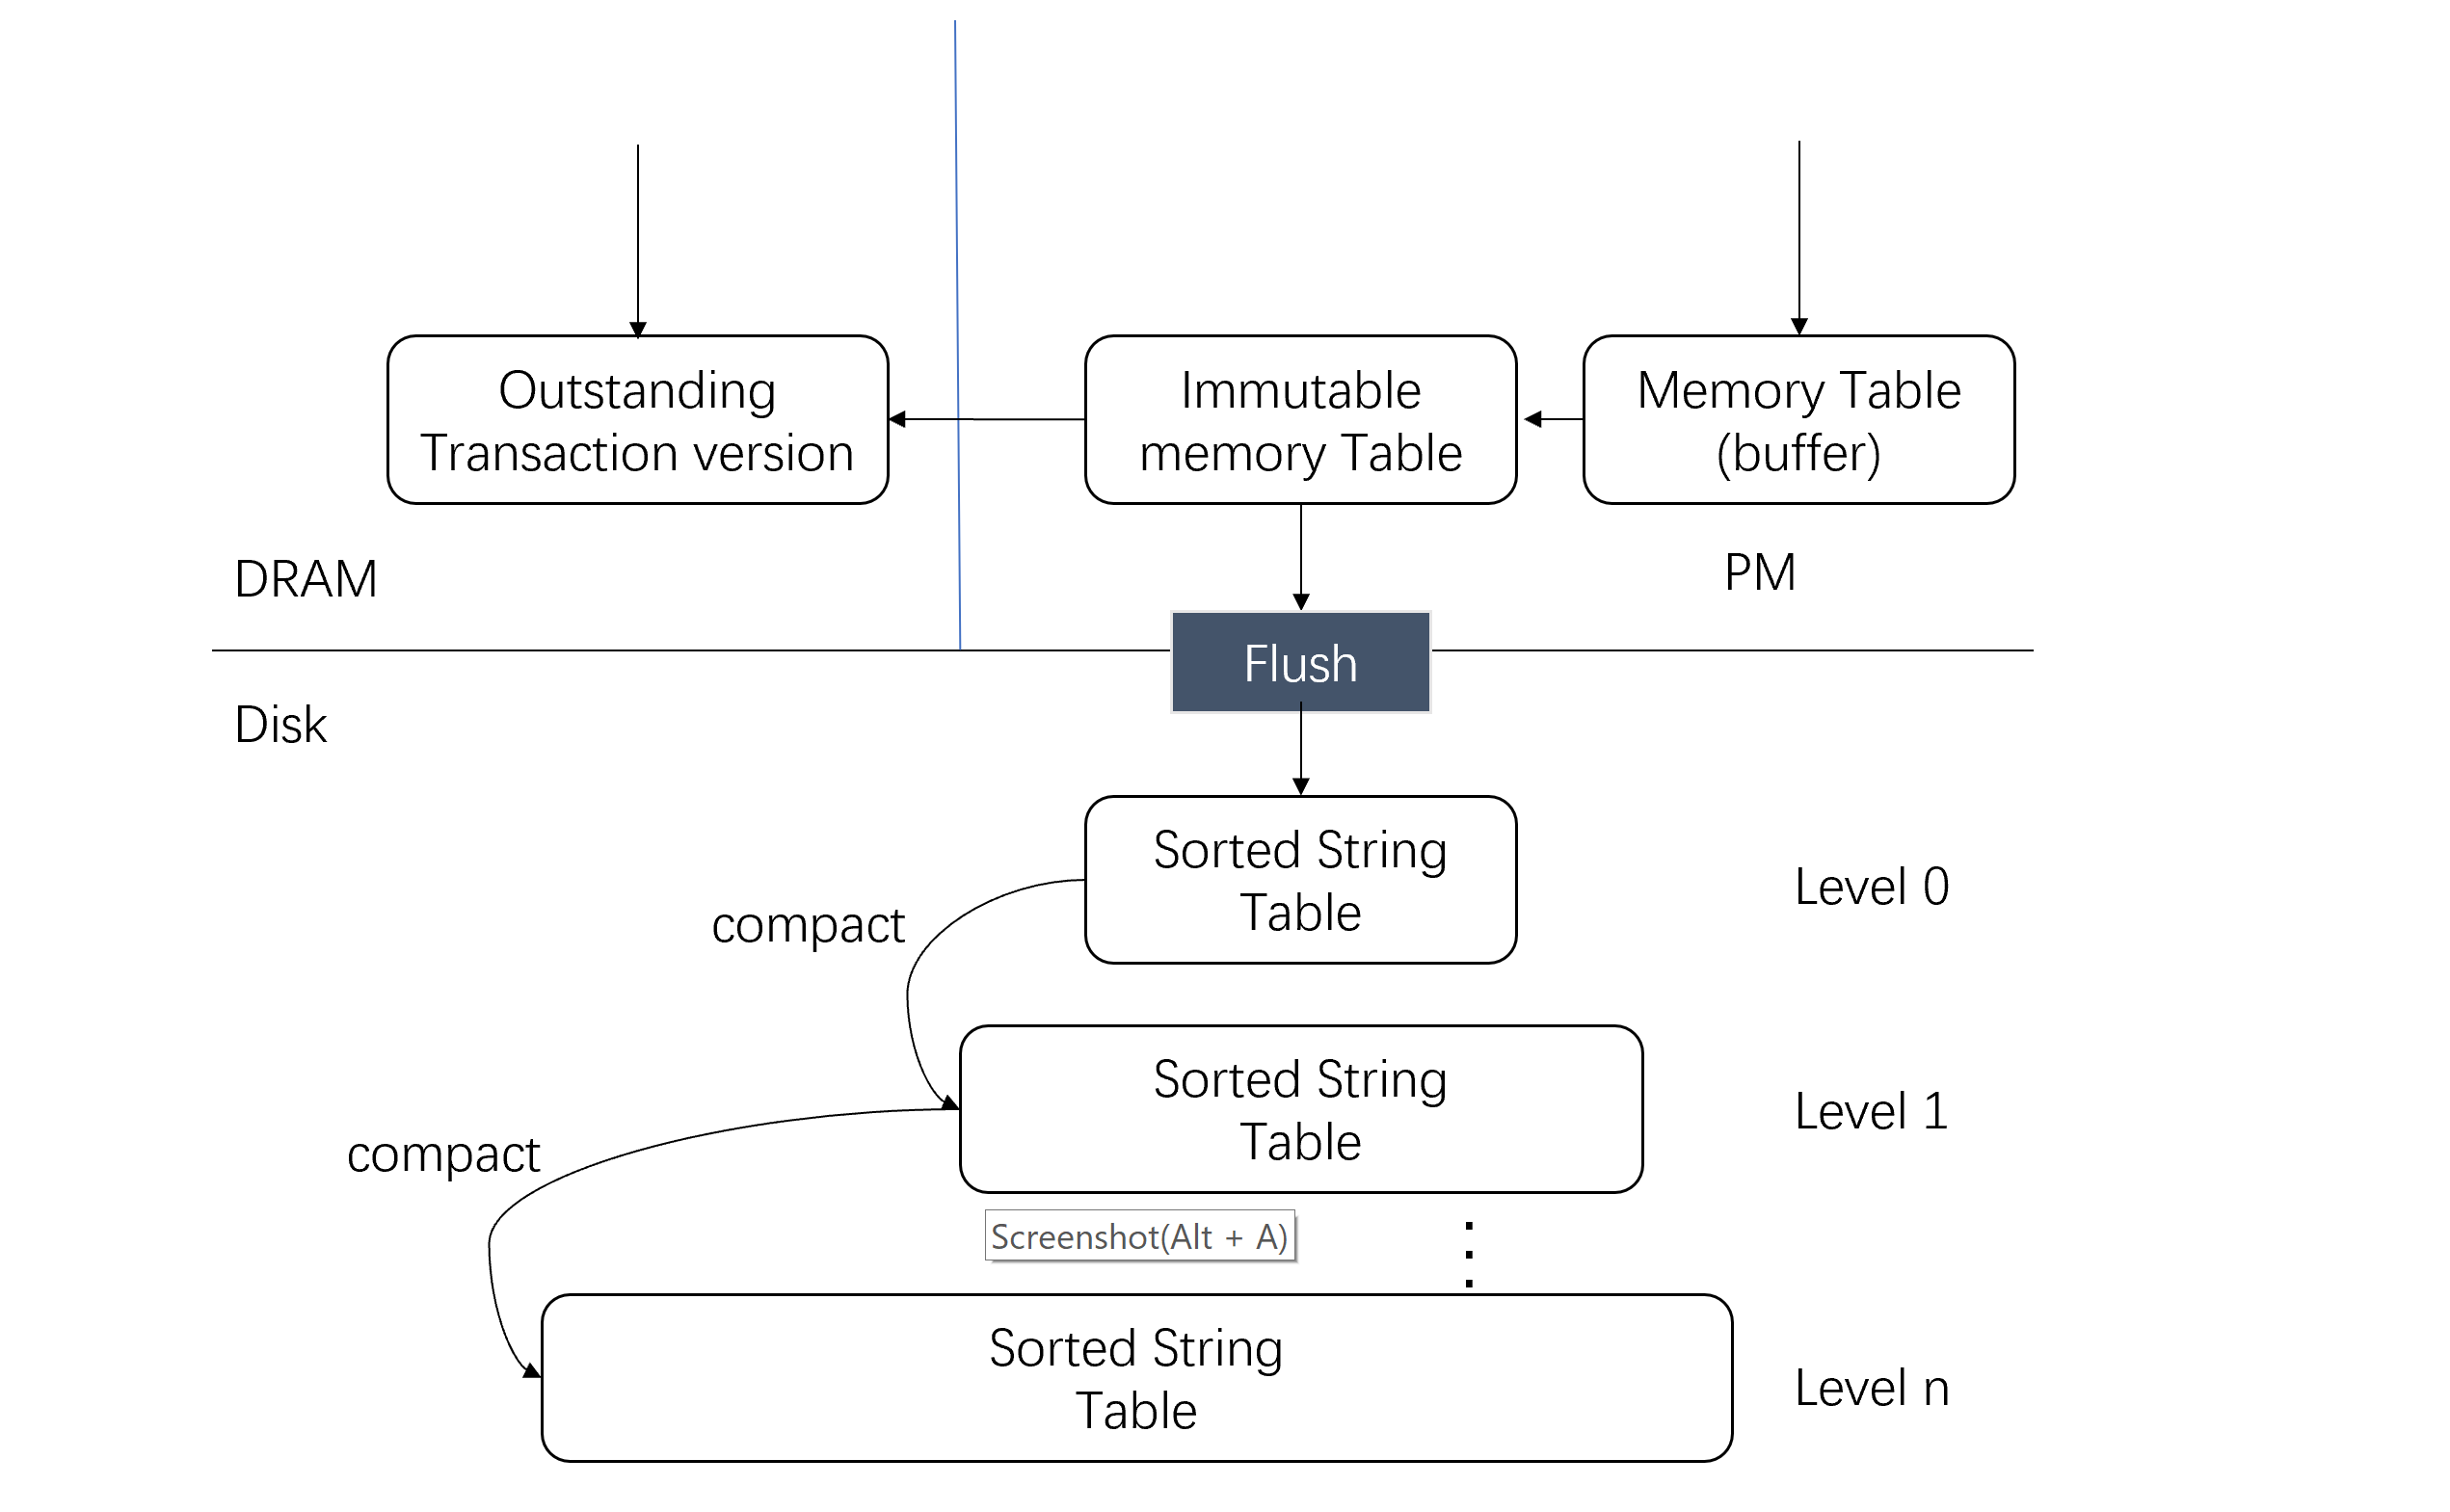 Outstanding
Transaction version
Immutable
memory Table
Memory Table
(buffer)
DRAM
PM
Flush
Disk
Sorted String
Table
Level 0
compact
Sorted String
Table
Level 1
compact
Screenshot(Alt + A)
Sorted String
Table
Level n